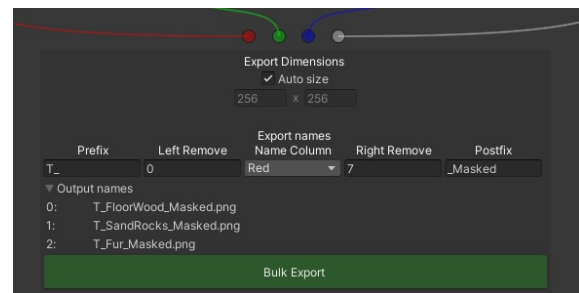 Export Dimensions
Auto size
256 x 256
Export names
Prefix Left Remove Name Column Right Remove Postfix
T_ 0 Red 7 _Masked
Output names
0: T_FloorWood_Masked.png
1: T_SandRocks_Masked.png
2: T_Fur_Masked.png
Bulk Export